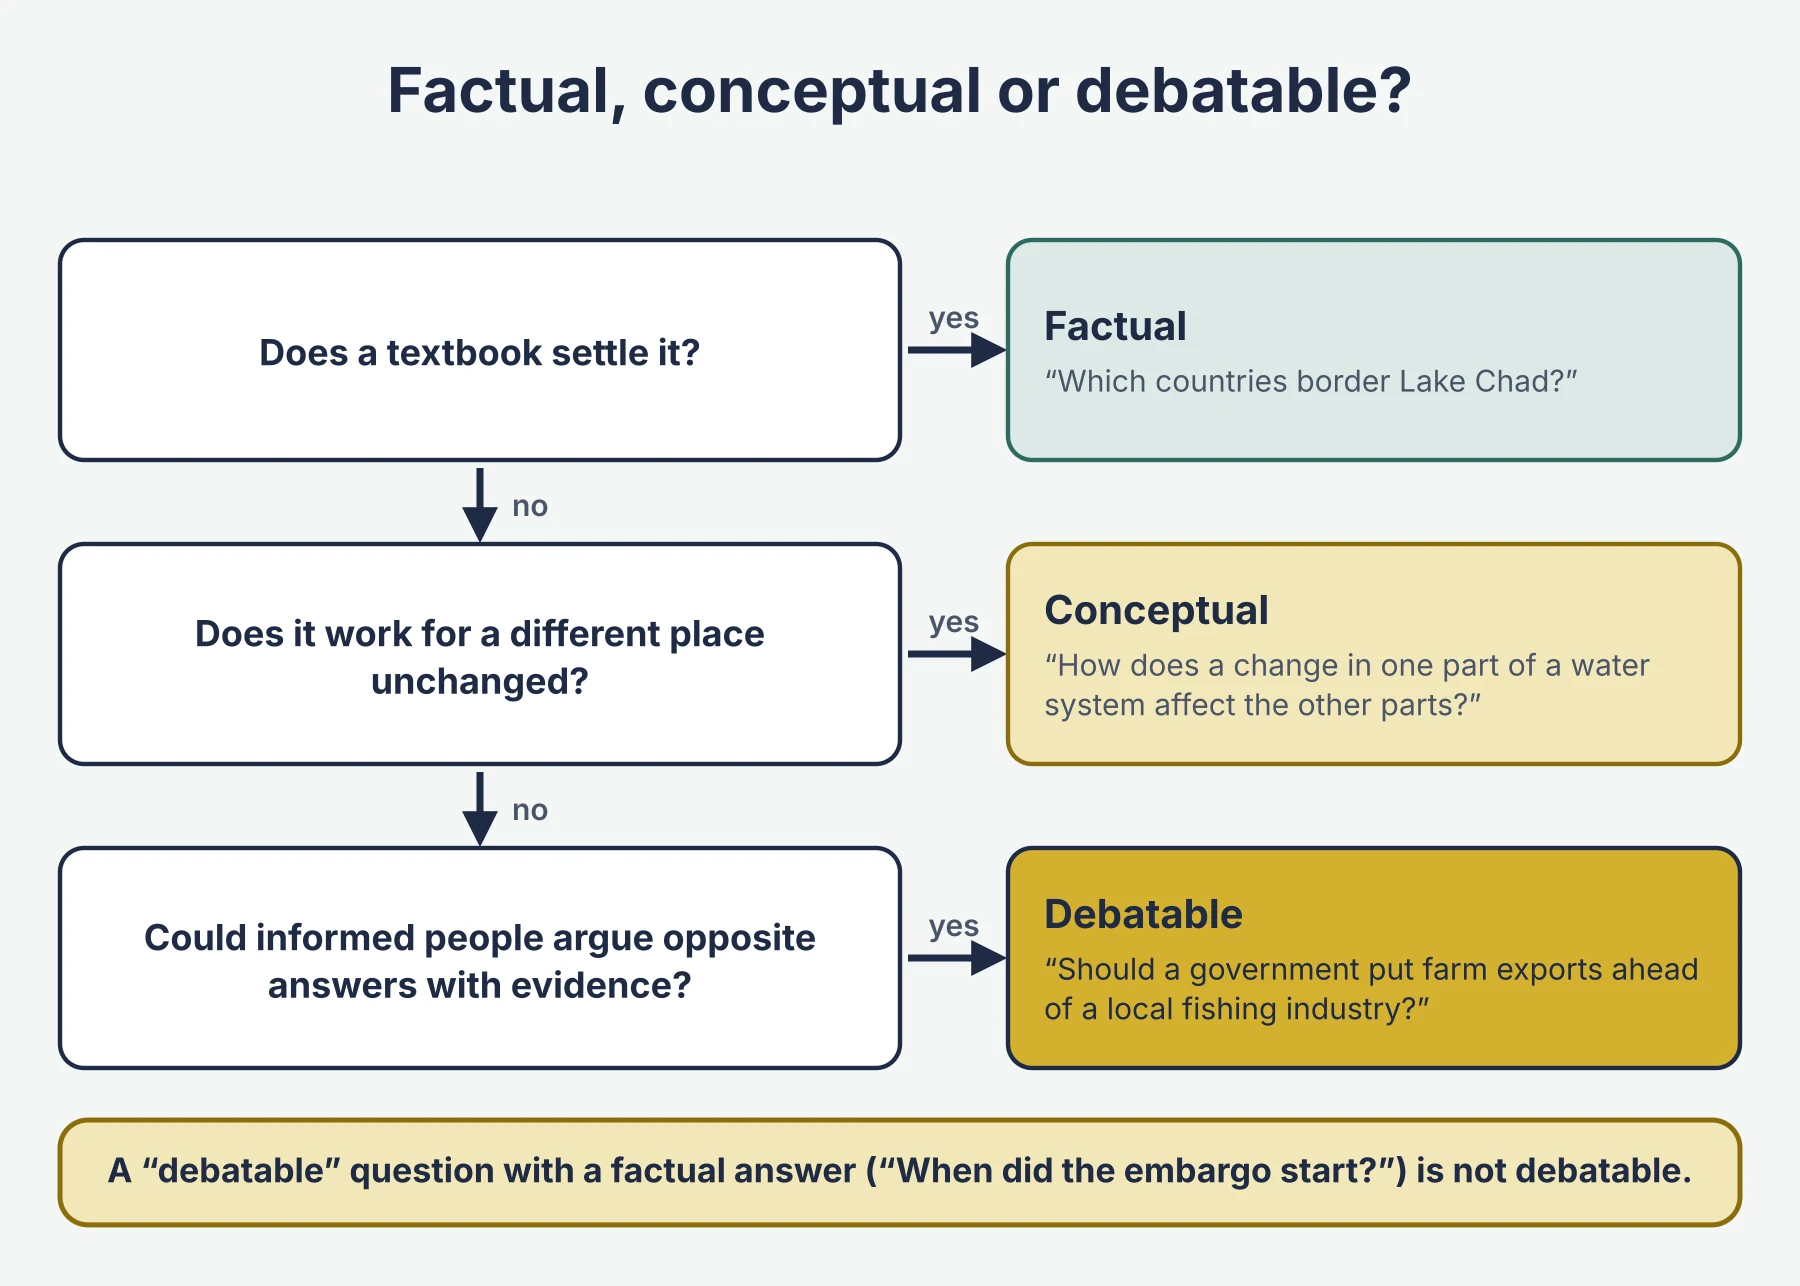 Factual, conceptual or debatable?
Does a textbook settle it?
yes
Factual
“Which countries border Lake Chad?”
no
Does it work for a different place
unchanged?
yes
Conceptual
“How does a change in one part of a water
system affect the other parts?”
no
Could informed people argue opposite
answers with evidence?
yes
Debatable
“Should a government put farm exports ahead
of a local fishing industry?”
A “debatable” question with a factual answer (“When did the embargo start?”) is not debatable.